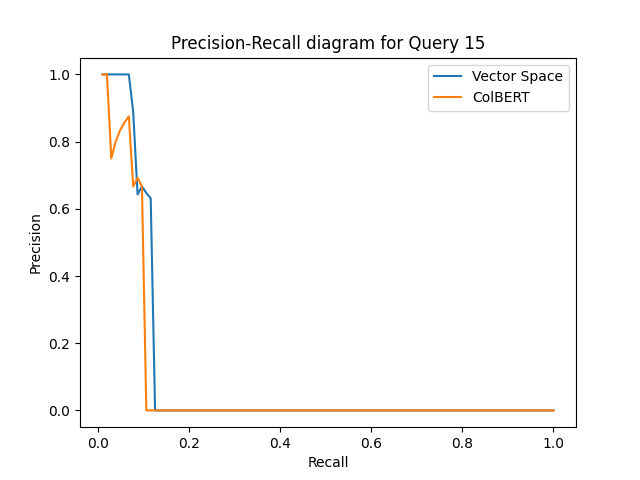 Precision-Recall diagram for Query 15
Vector Space
ColBERT
1.0
0.8
0.6
0.4
0.2
0.0
Precision
0.0 0.2 0.4 0.6 0.8 1.0
Recall